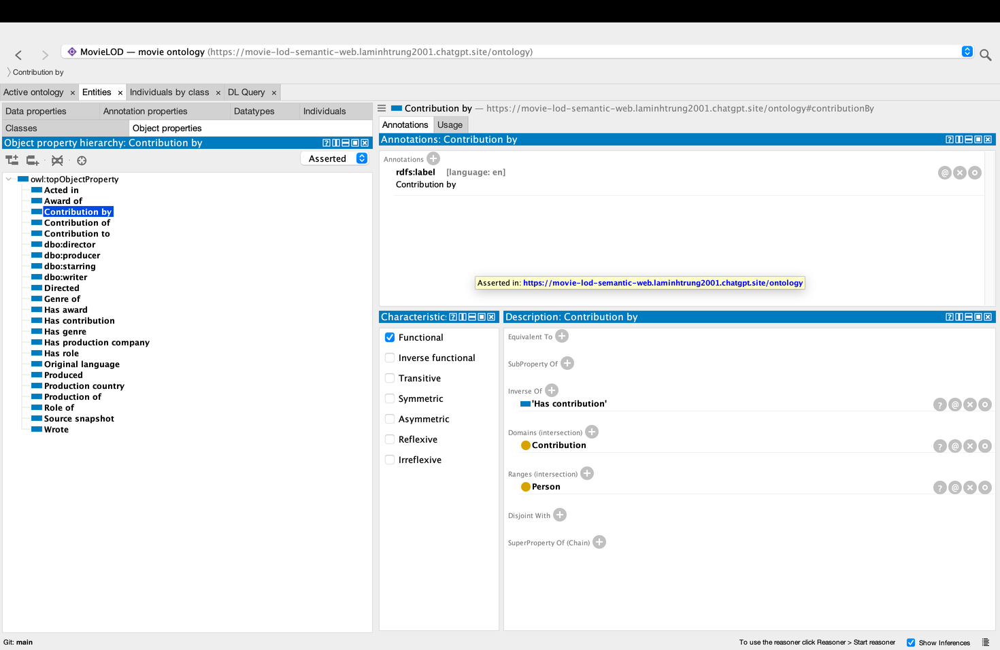 MovieLOD — movie ontology (https://movie-lod-semantic-web.laminhtrung2001.chatgpt.site/ontology)
Contribution by
Active ontology × Entities × Individuals by class × DL Query ×
Data properties Annotation properties Datatypes Individuals
Classes Object properties
Object property hierarchy: Contribution by
Asserted
owl:topObjectProperty
Acted in
Award of
Contribution by
Contribution of
Contribution to
dbo:director
dbo:producer
dbo:starring
dbo:writer
Directed
Genre of
Has award
Has contribution
Has genre
Has production company
Has role
Original language
Produced
Production country
Production of
Role of
Source snapshot
Wrote
Contribution by — https://movie-lod-semantic-web.laminhtrung2001.chatgpt.site/ontology#contributionBy
Annotations Usage
Annotations: Contribution by
Annotations
rdfs:label [language: en]
Contribution by
Asserted in: https://movie-lod-semantic-web.laminhtrung2001.chatgpt.site/ontology
Characteristic
Functional
Inverse functional
Transitive
Symmetric
Asymmetric
Reflexive
Irreflexive
Description: Contribution by
Equivalent To
SubProperty Of
Inverse Of
'Has contribution'
Domains (intersection)
Contribution
Ranges (intersection)
Person
Disjoint With
SuperProperty Of (Chain)
Git: main
To use the reasoner click Reasoner > Start reasoner Show Inferences